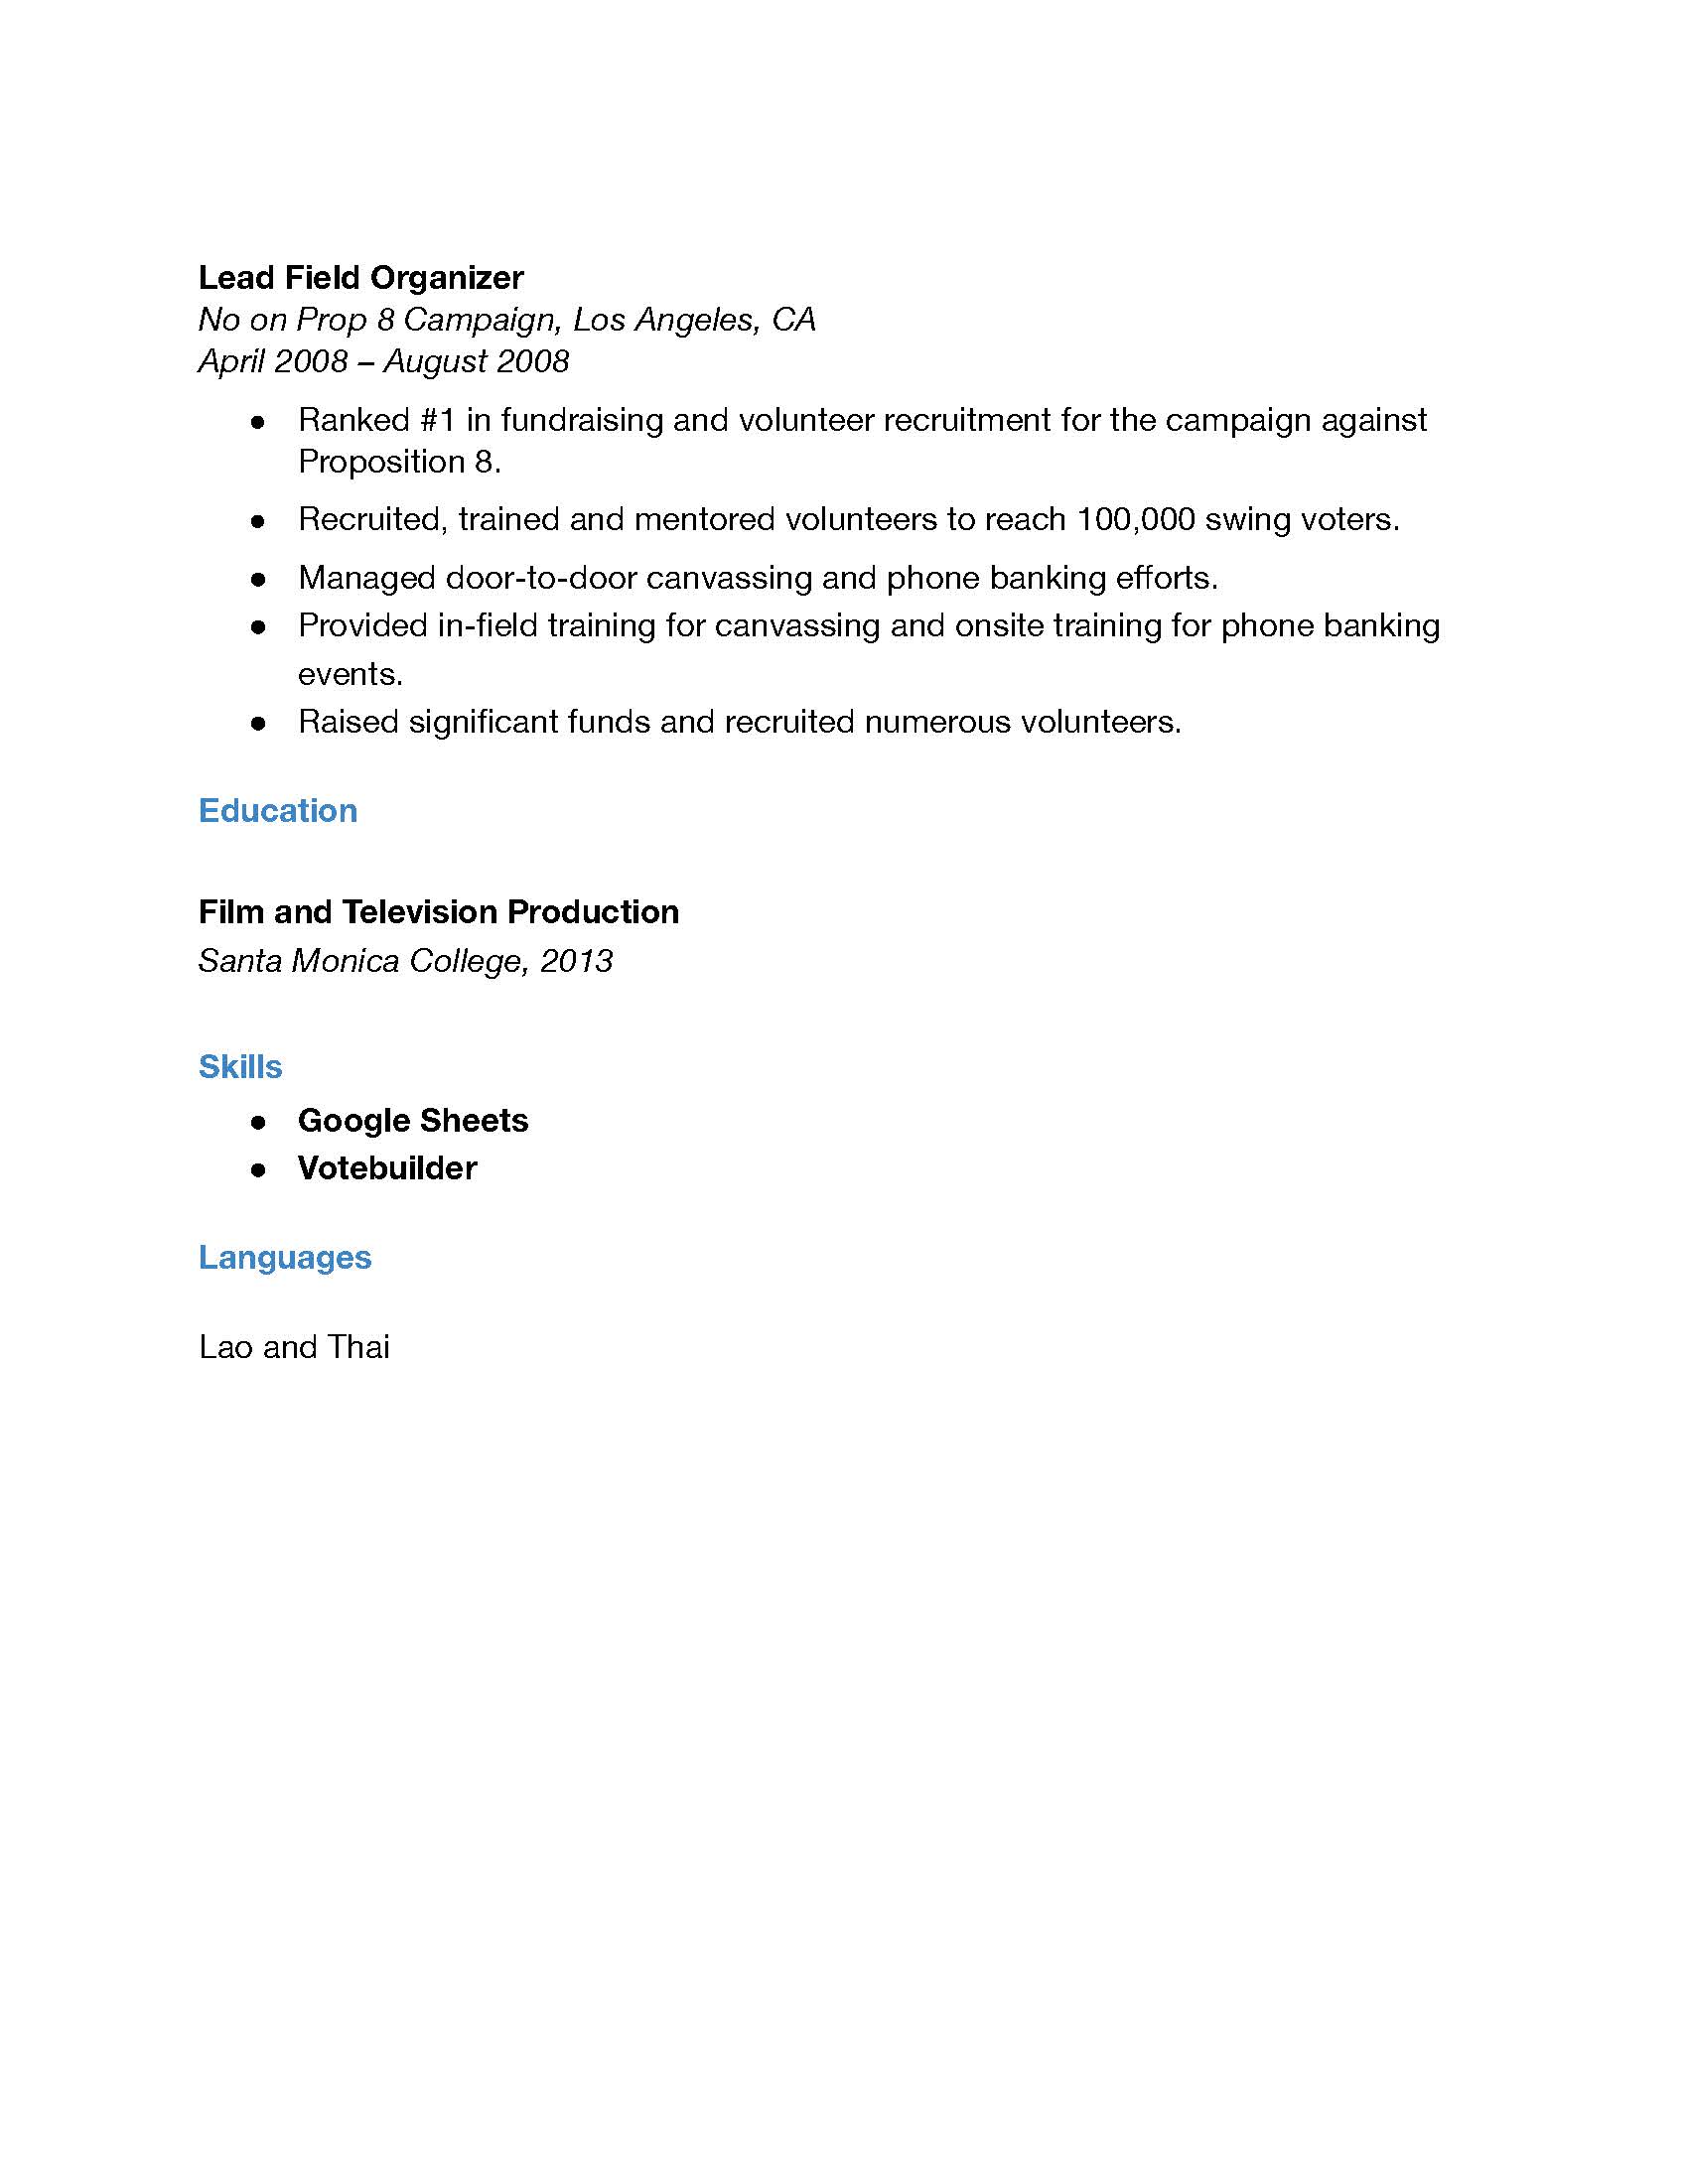 Lead Field Organizer
No on Prop 8 Campaign, Los Angeles, CA
April 2008 – August 2008
● Ranked #1 in fundraising and volunteer recruitment for the campaign against
Proposition 8.
● Recruited, trained and mentored volunteers to reach 100,000 swing voters.
● Managed door-to-door canvassing and phone banking efforts.
● Provided in-field training for canvassing and onsite training for phone banking
events.
● Raised significant funds and recruited numerous volunteers.
Education
Film and Television Production
Santa Monica College, 2013
Skills
● Google Sheets
● Votebuilder
Languages
Lao and Thai